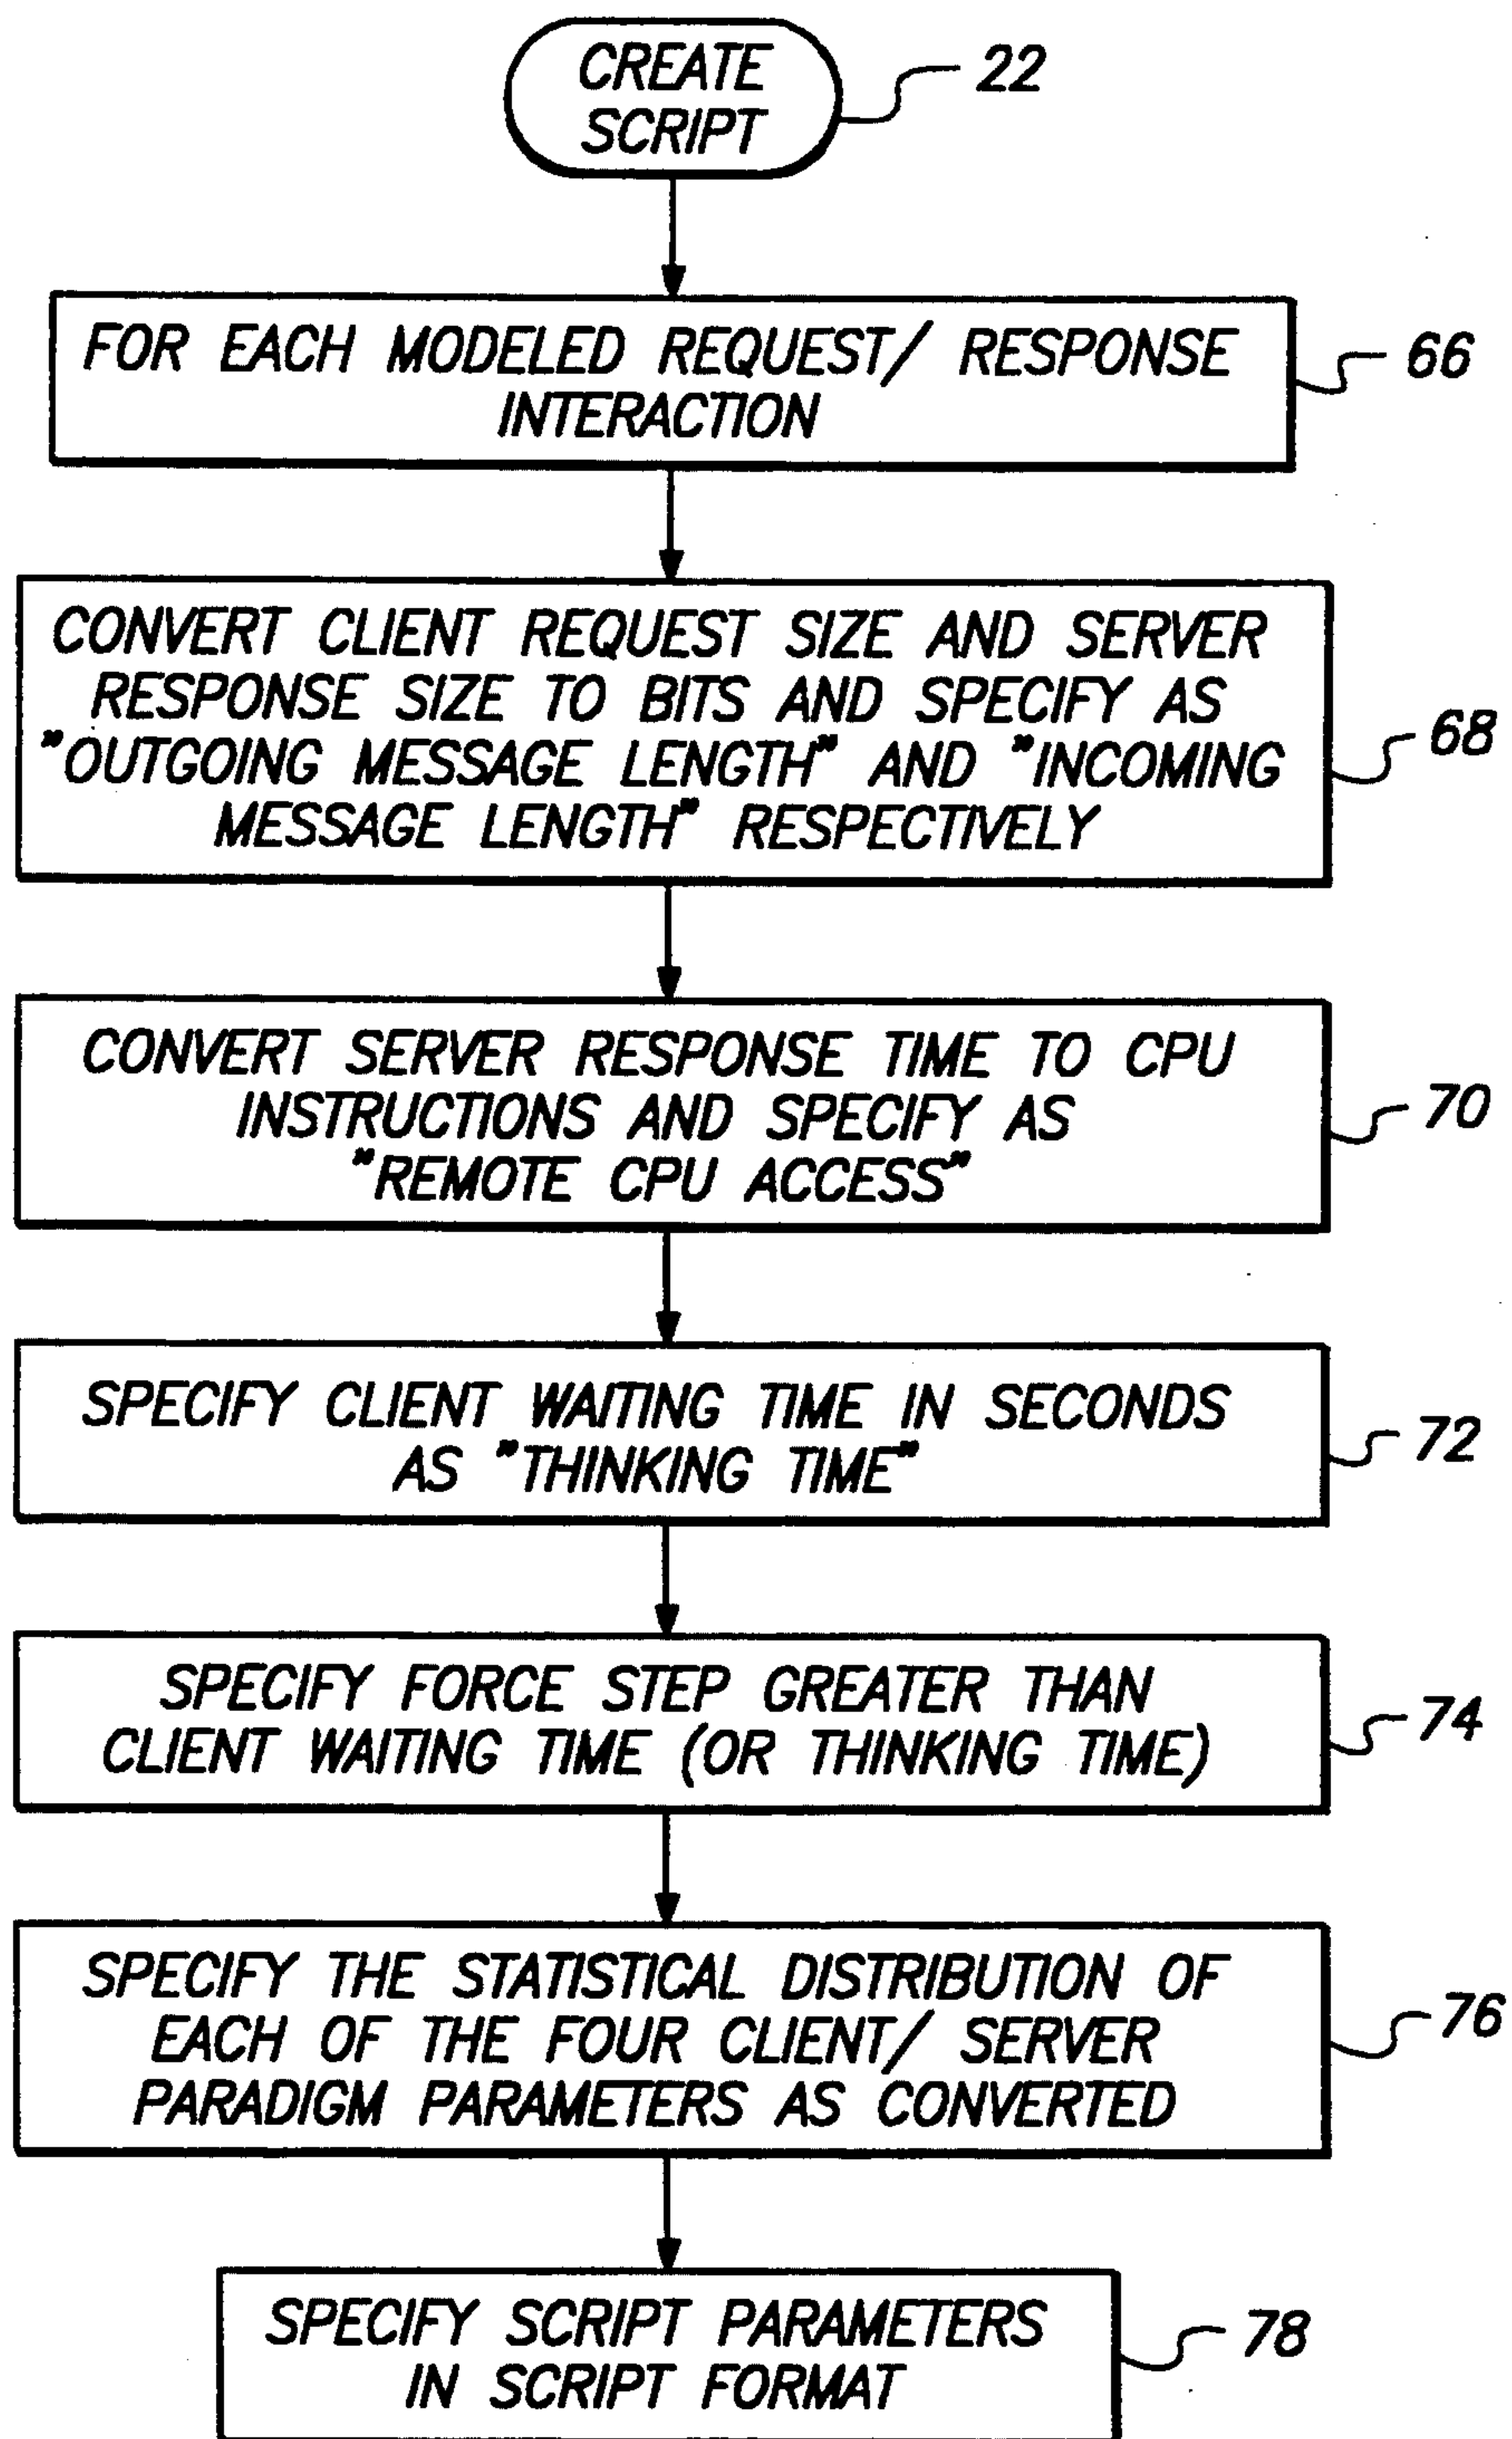 CREATE
SCRIPT
22
FOR EACH MODELED REQUEST/ RESPONSE
INTERACTION
66
CONVERT CLIENT REQUEST SIZE AND SERVER
RESPONSE SIZE TO BITS AND SPECIFY AS
"OUTGOING MESSAGE LENGTH" AND "INCOMING
MESSAGE LENGTH" RESPECTIVELY
68
CONVERT SERVER RESPONSE TIME TO CPU
INSTRUCTIONS AND SPECIFY AS
"REMOTE CPU ACCESS"
70
SPECIFY CLIENT WAITING TIME IN SECONDS
AS "THINKING TIME"
72
SPECIFY FORCE STEP GREATER THAN
CLIENT WAITING TIME (OR THINKING TIME)
74
SPECIFY THE STATISTICAL DISTRIBUTION OF
EACH OF THE FOUR CLIENT/ SERVER
PARADIGM PARAMETERS AS CONVERTED
76
SPECIFY SCRIPT PARAMETERS
IN SCRIPT FORMAT
78